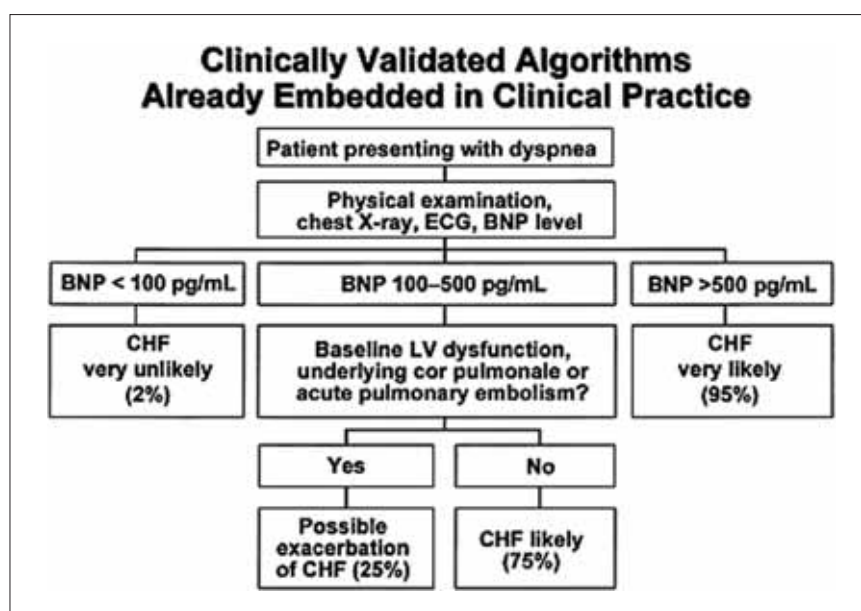 Clinically Validated Algorithms
Already Embedded in Clinical Practice
Patient presenting with dyspnea
Physical examination,
chest X-ray, ECG, BNP level
BNP < 100 pg/mL
BNP 100–500 pg/mL
BNP >500 pg/mL
CHF
very unlikely
(2%)
Baseline LV dysfunction,
underlying cor pulmonale or
acute pulmonary embolism?
CHF
very likely
(95%)
Yes
No
Possible
exacerbation
of CHF (25%)
CHF likely
(75%)